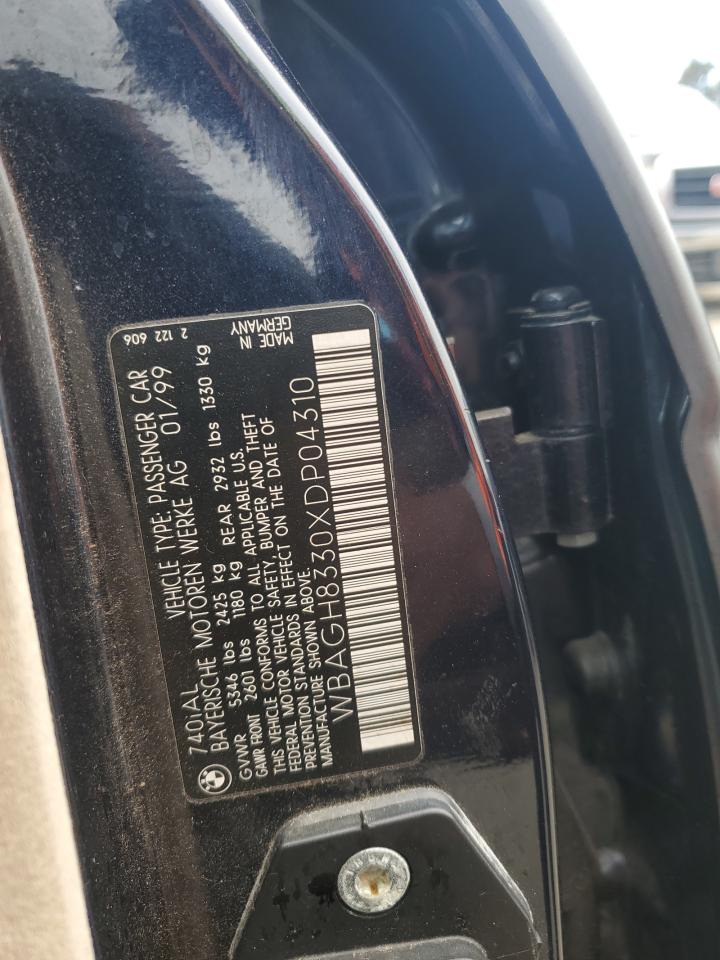 740iAL VEHICLE TYPE: PASSENGER CAR 2 122 606
BAYERISCHE MOTOREN WERKE AG 01/99
GVWR 5346 lbs 2425 kg
GAWR FRONT 2601 lbs 1180 kg REAR 2932 lbs 1330 kg
THIS VEHICLE CONFORMS TO ALL APPLICABLE U.S.
FEDERAL MOTOR VEHICLE SAFETY, BUMPER AND THEFT
PREVENTION STANDARDS IN EFFECT ON THE DATE OF
MANUFACTURE SHOWN ABOVE.
MADE IN
GERMANY
WBAGH8330XDP04310